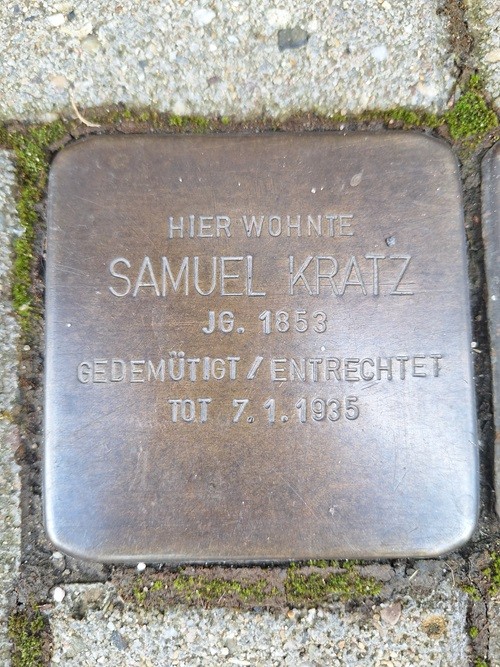 HIER WOHNTE
SAMUEL KRATZ
JG. 1853
GEDEMÜTIGT / ENTRECHTET
TOT 7.1.1935